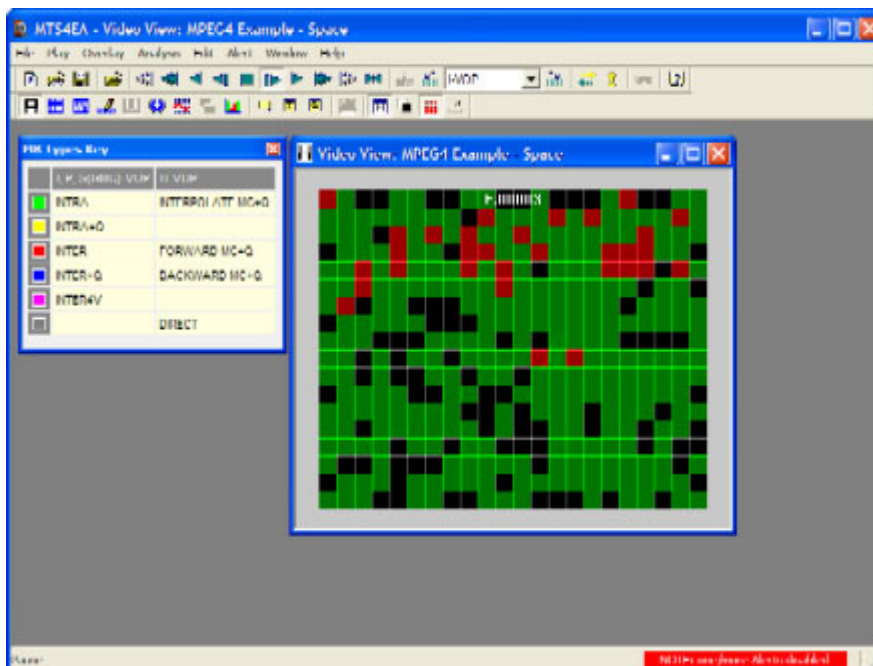 MTS4EA - Video View: MPEG4 Example - Space
File Play Overlay Analyses Edit Alert Window Help
I-VOP
MB Types Key
Video View: MPEG4 Example - Space
INTRA INTERPOLATE MC+Q
INTRA+Q
INTER FORWARD MC+Q
INTER+Q BACKWARD MC+Q
INTER4V
DIRECT